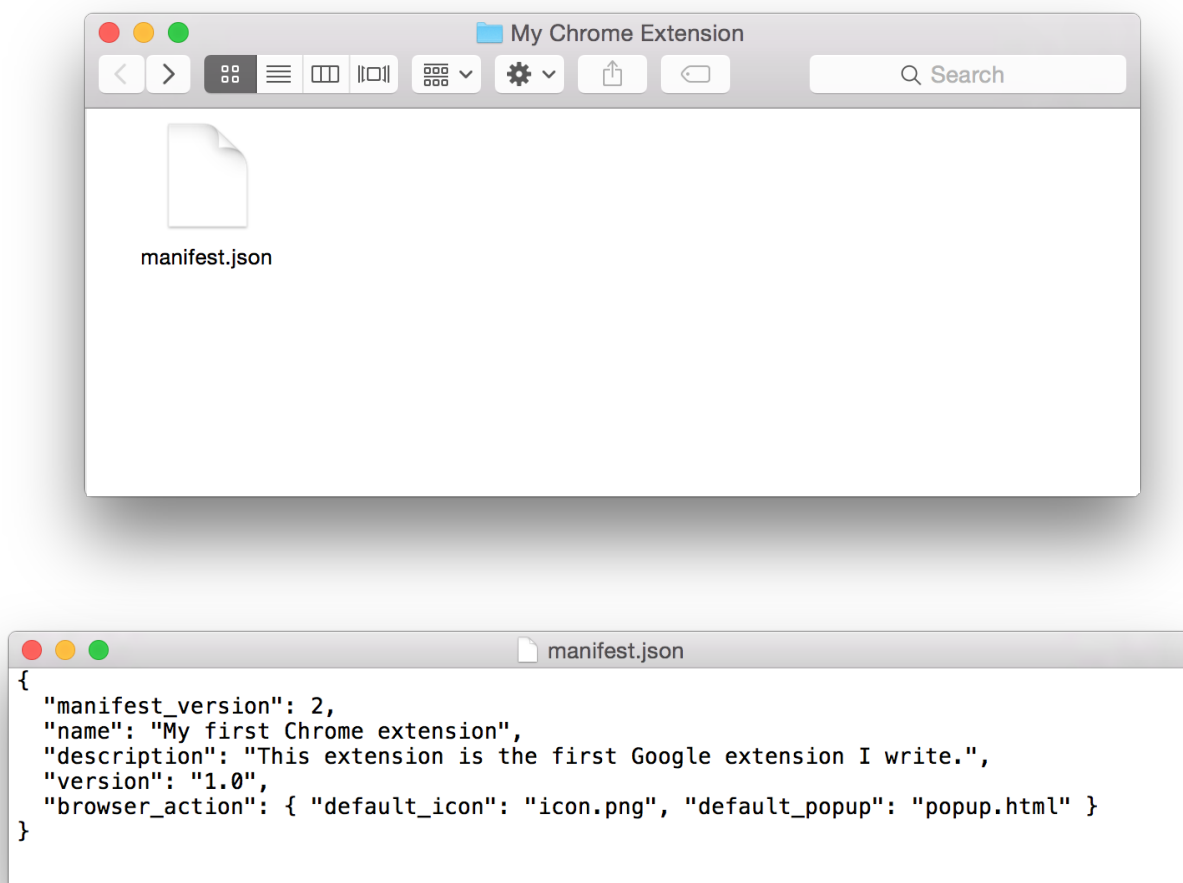 My Chrome Extension
Search
manifest.json
manifest.json
{
  "manifest_version": 2,
  "name": "My first Chrome extension",
  "description": "This extension is the first Google extension I write.",
  "version": "1.0",
  "browser_action": { "default_icon": "icon.png", "default_popup": "popup.html" }
}